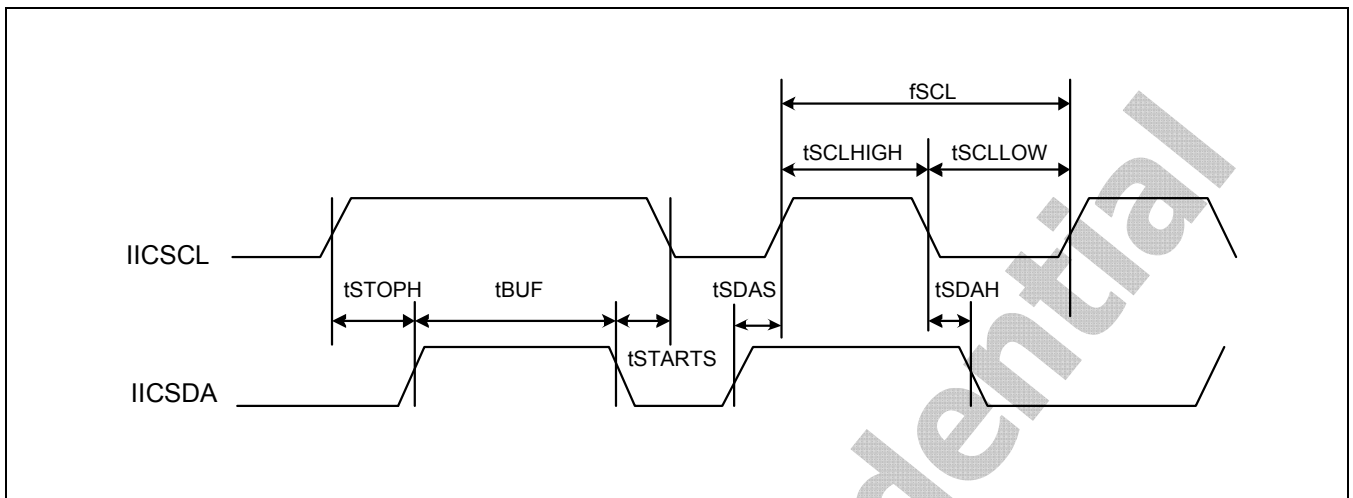 fSCL
tSCLHIGH tSCLLOW
IICSCL
tSTOPH tBUF tSDAS tSDAH
tSTARTS
IICSDA
dential